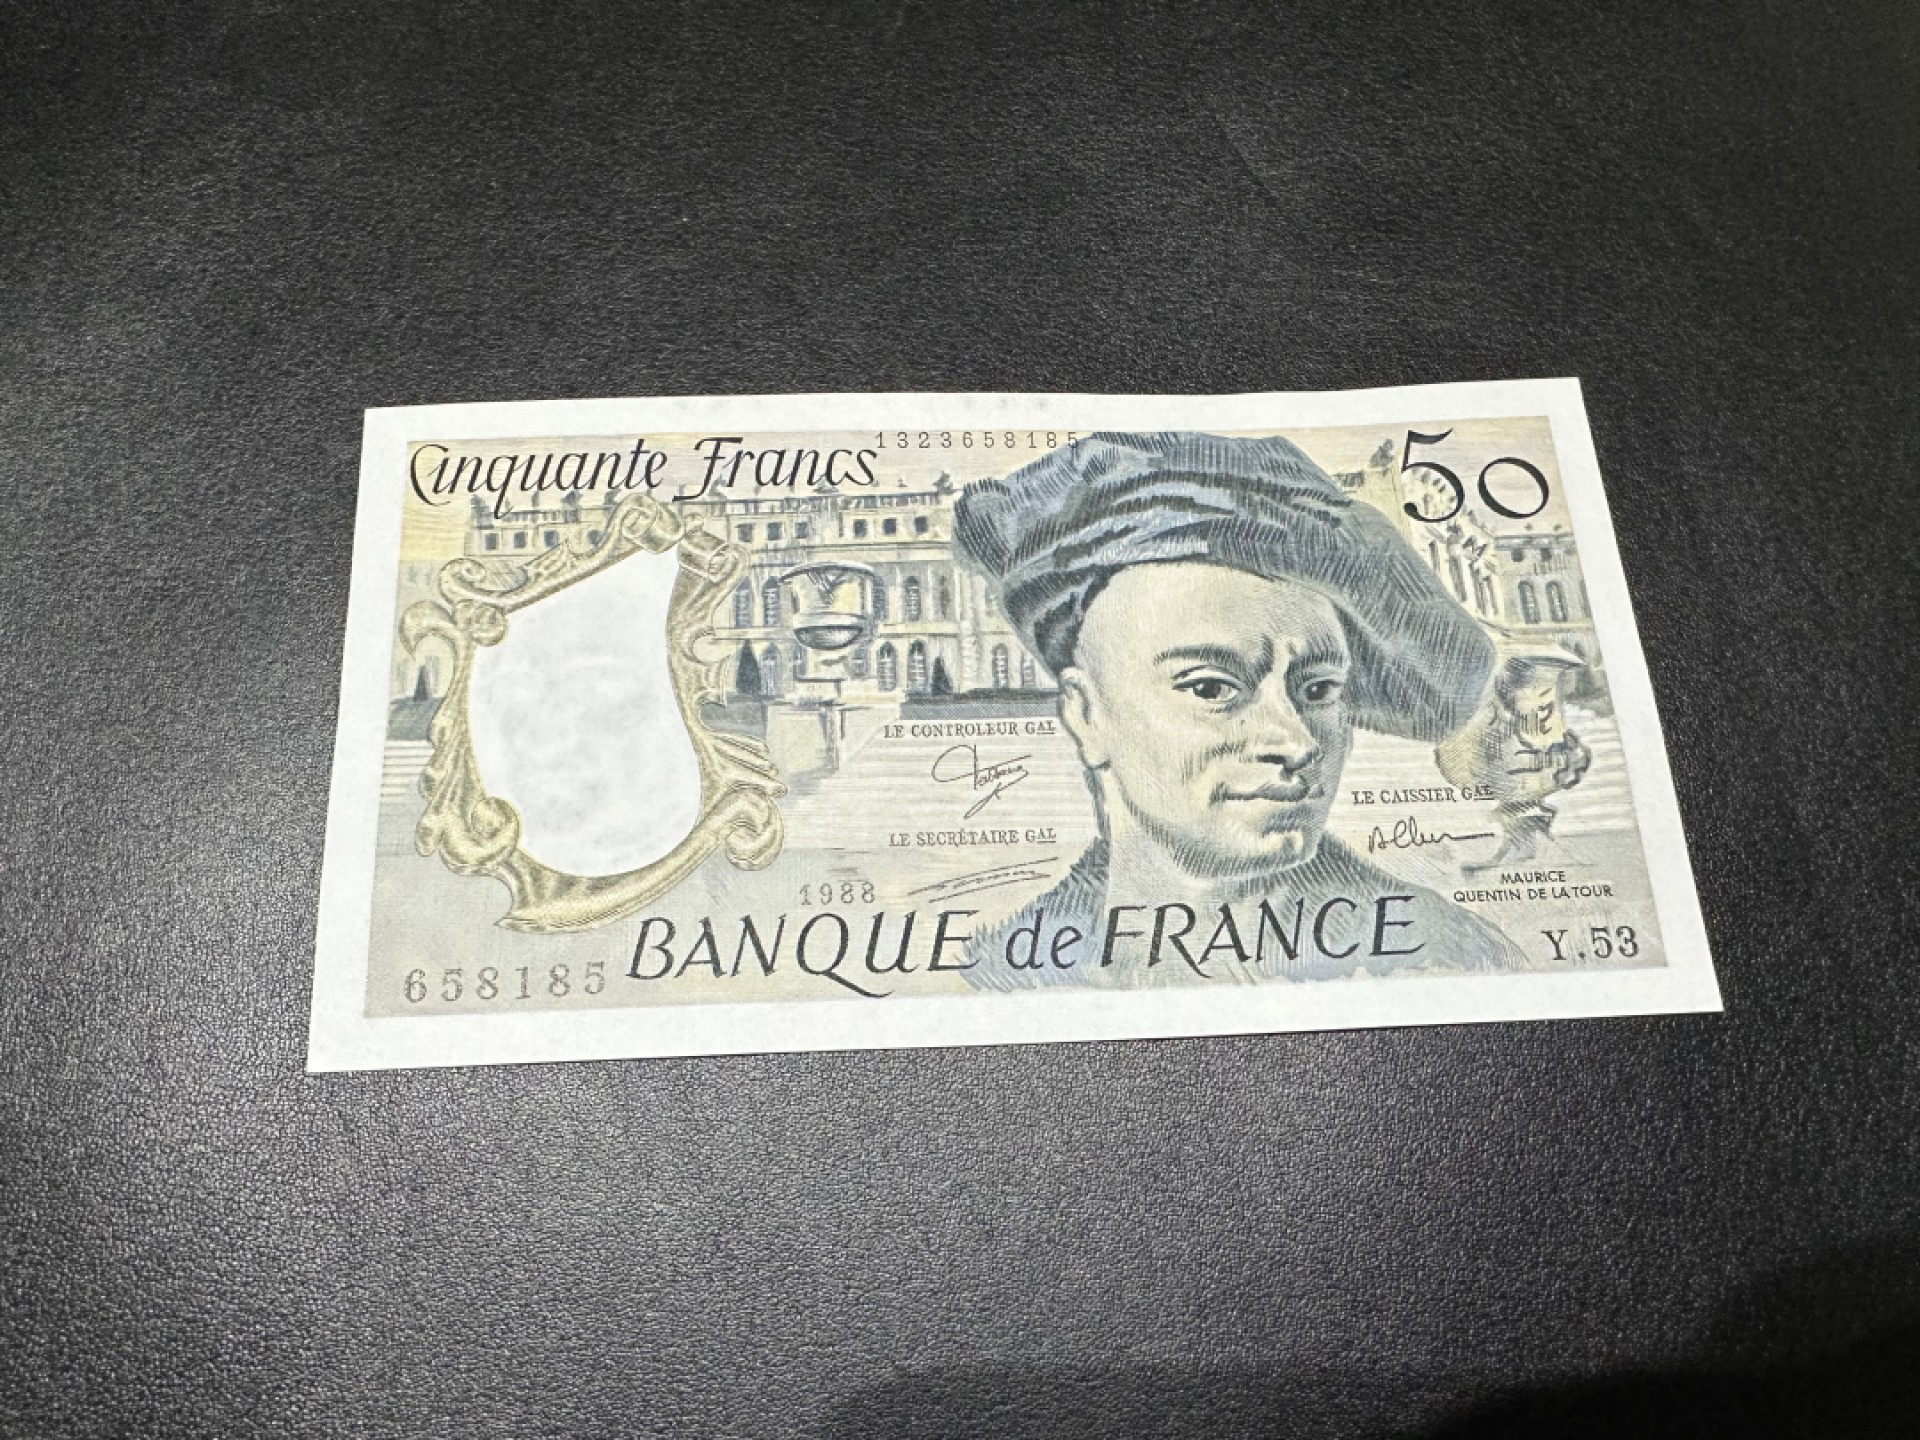 Cinquante Francs
1323658185
50
LE CONTROLEUR GAL
LE CAISSIER GAL
LE SECRÉTAIRE GAL
MAURICE
QUENTIN DE LA TOUR
1988
BANQUE de FRANCE
Y.53
658185